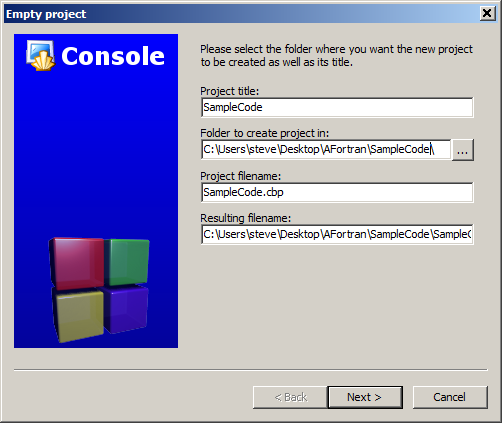 Empty project
Console
Please select the folder where you want the new project
to be created as well as its title.
Project title:
SampleCode
Folder to create project in:
C:\Users\steve\Desktop\AFortran\SampleCode\
...
Project filename:
SampleCode.cbp
Resulting filename:
C:\Users\steve\Desktop\AFortran\SampleCode\SampleC
< Back
Next >
Cancel